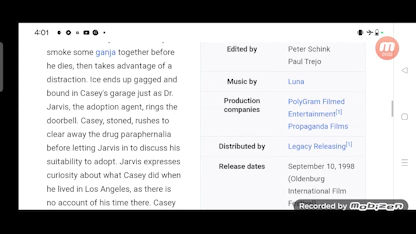 4:01
smoke some ganja together before
he dies, then takes advantage of a
distraction. Ice ends up gagged and
bound in Casey's garage just as Dr.
Jarvis, the adoption agent, rings the
doorbell. Casey, stoned, rushes to
clear away the drug paraphernalia
before letting Jarvis in to discuss his
suitability to adopt. Jarvis expresses
curiosity about what Casey did when
he lived in Los Angeles, as there is
no account of his time there. Casey
Edited by Peter Schink
Paul Trejo
Music by Luna
Production PolyGram Filmed
companies Entertainment[1]
Propaganda Films
Distributed by Legacy Releasing[1]
Release dates September 10, 1998
(Oldenburg
International Film
Recorded by Mobizen